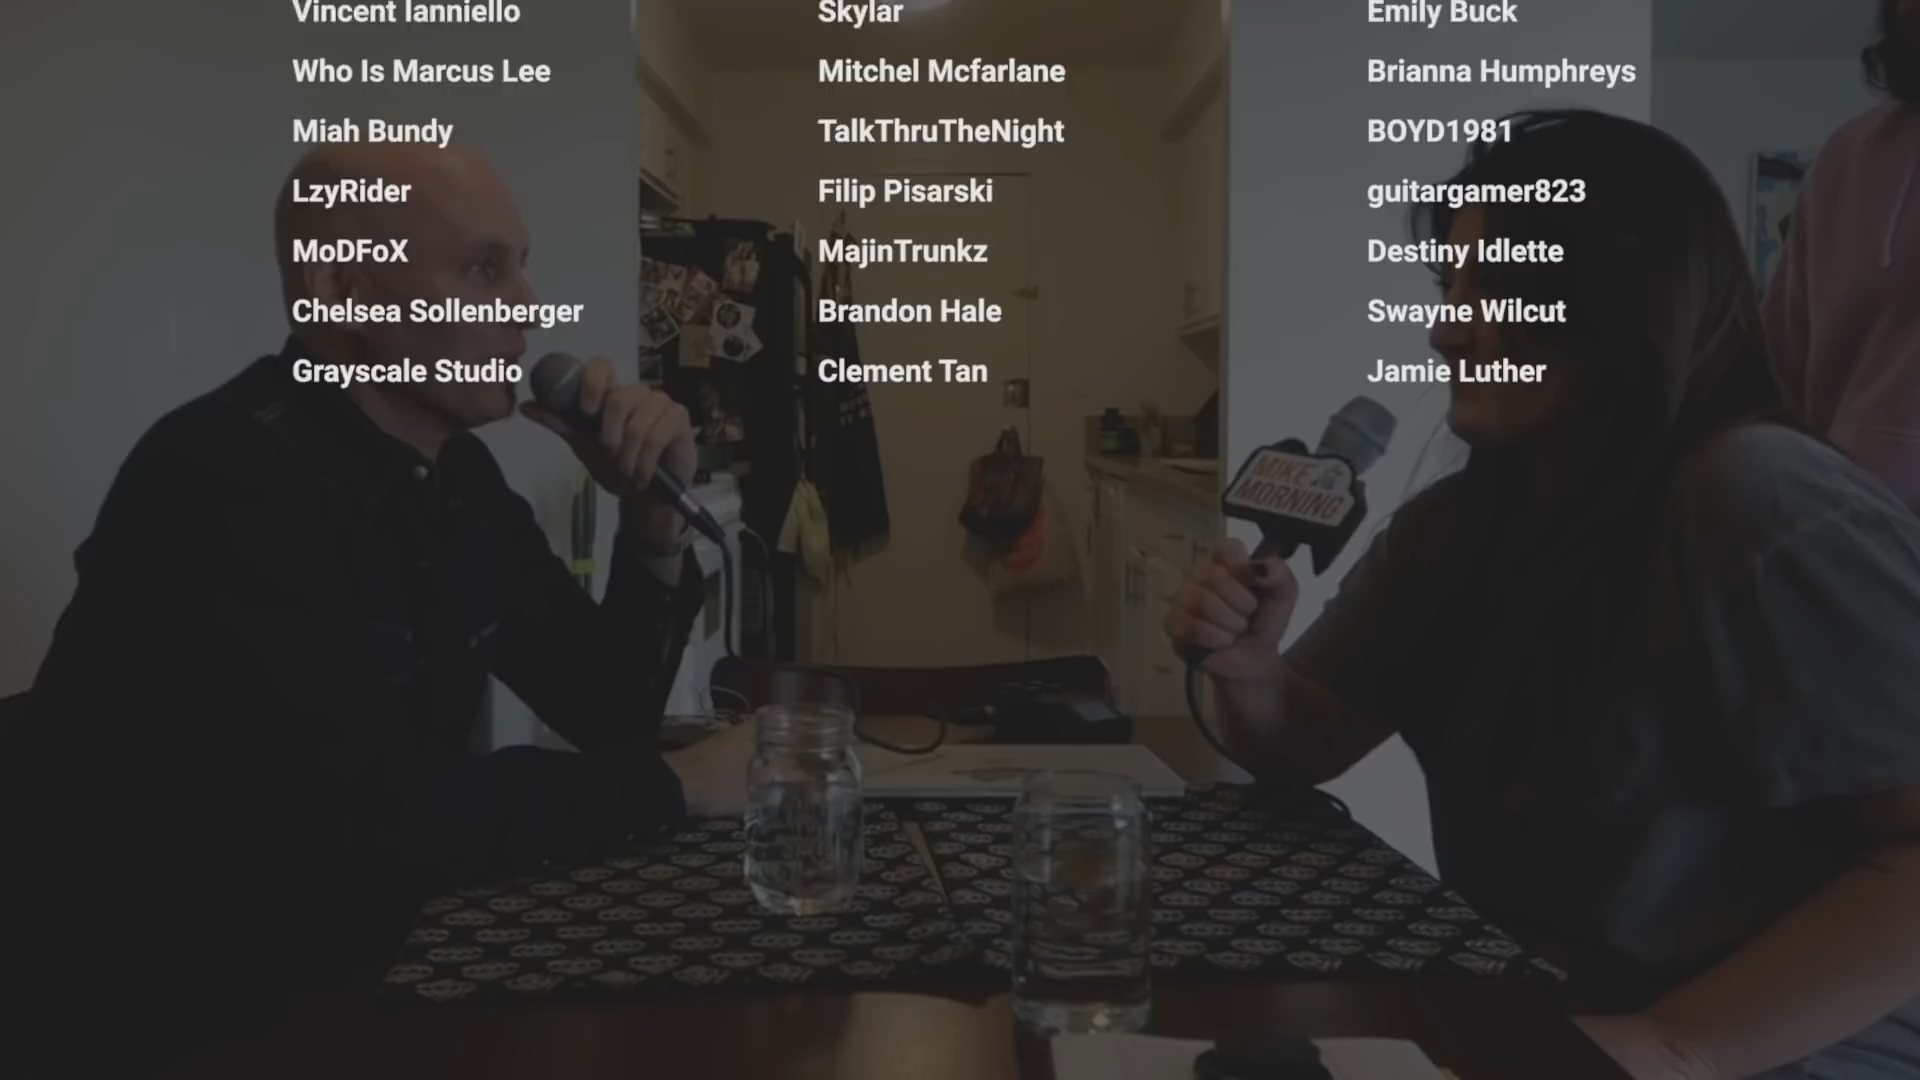 Vincent Ianniello
Who Is Marcus Lee
Miah Bundy
LzyRider
MoDFoX
Chelsea Sollenberger
Grayscale Studio
Skylar
Mitchel Mcfarlane
TalkThruTheNight
Filip Pisarski
MajinTrunkz
Brandon Hale
Clement Tan
Emily Buck
Brianna Humphreys
BOYD1981
guitargamer823
Destiny Idlette
Swayne Wilcut
Jamie Luther
MIKE
MORNING